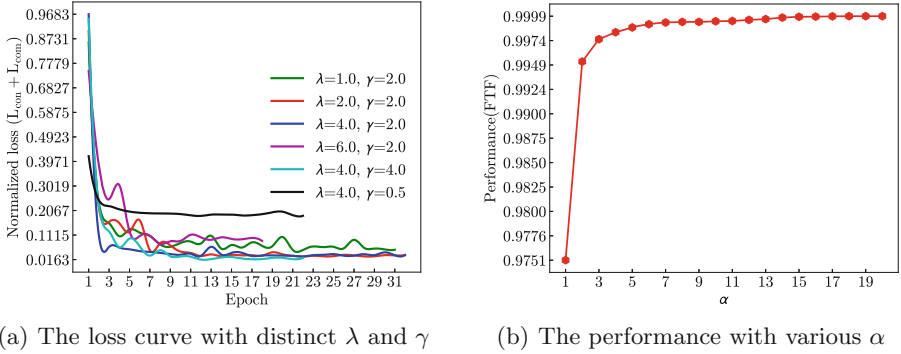 0.9683
0.8731
0.7779
0.6827
0.5875
0.4923
0.3971
0.3019
0.2067
0.1115
0.0163
Normalized loss (L_con + L_com)
λ=1.0, γ=2.0
λ=2.0, γ=2.0
λ=4.0, γ=2.0
λ=6.0, γ=2.0
λ=4.0, γ=4.0
λ=4.0, γ=0.5
1 3 5 7 9 11 13 15 17 19 21 23 25 27 29 31
Epoch
(a) The loss curve with distinct λ and γ
0.9999
0.9974
0.9949
0.9924
0.9900
0.9875
0.9850
0.9825
0.9800
0.9776
0.9751
Performance(FTF)
1 3 5 7 9 11 13 15 17 19
α
(b) The performance with various α